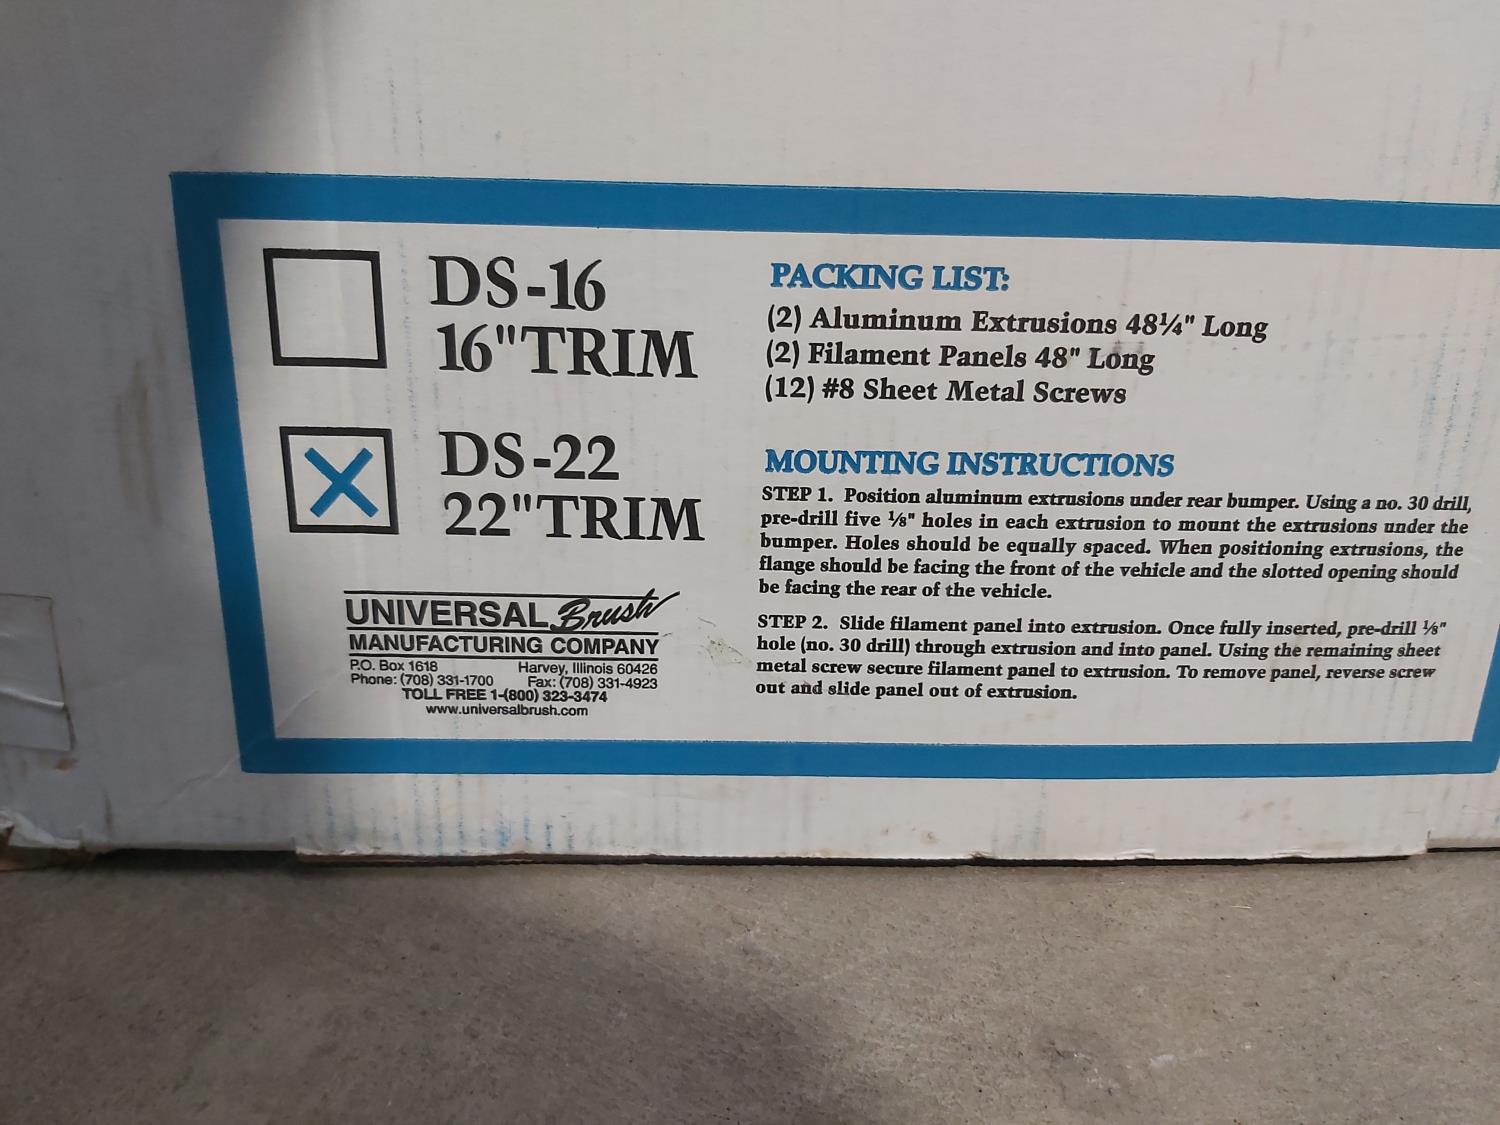 DS-16
16" TRIM
DS-22
22" TRIM
UNIVERSAL Brush
MANUFACTURING COMPANY
P.O. Box 1618 Harvey, Illinois 60426
Phone: (708) 331-1700 Fax: (708) 331-4923
TOLL FREE 1-(800) 323-3474
www.universalbrush.com
PACKING LIST:
(2) Aluminum Extrusions 48¼" Long
(2) Filament Panels 48" Long
(12) #8 Sheet Metal Screws
MOUNTING INSTRUCTIONS
STEP 1. Position aluminum extrusions under rear bumper. Using a no. 30 drill,
pre-drill five ⅛" holes in each extrusion to mount the extrusions under the
bumper. Holes should be equally spaced. When positioning extrusions, the
flange should be facing the front of the vehicle and the slotted opening should
be facing the rear of the vehicle.
STEP 2. Slide filament panel into extrusion. Once fully inserted, pre-drill ⅛"
hole (no. 30 drill) through extrusion and into panel. Using the remaining sheet
metal screw secure filament panel to extrusion. To remove panel, reverse screw
out and slide panel out of extrusion.